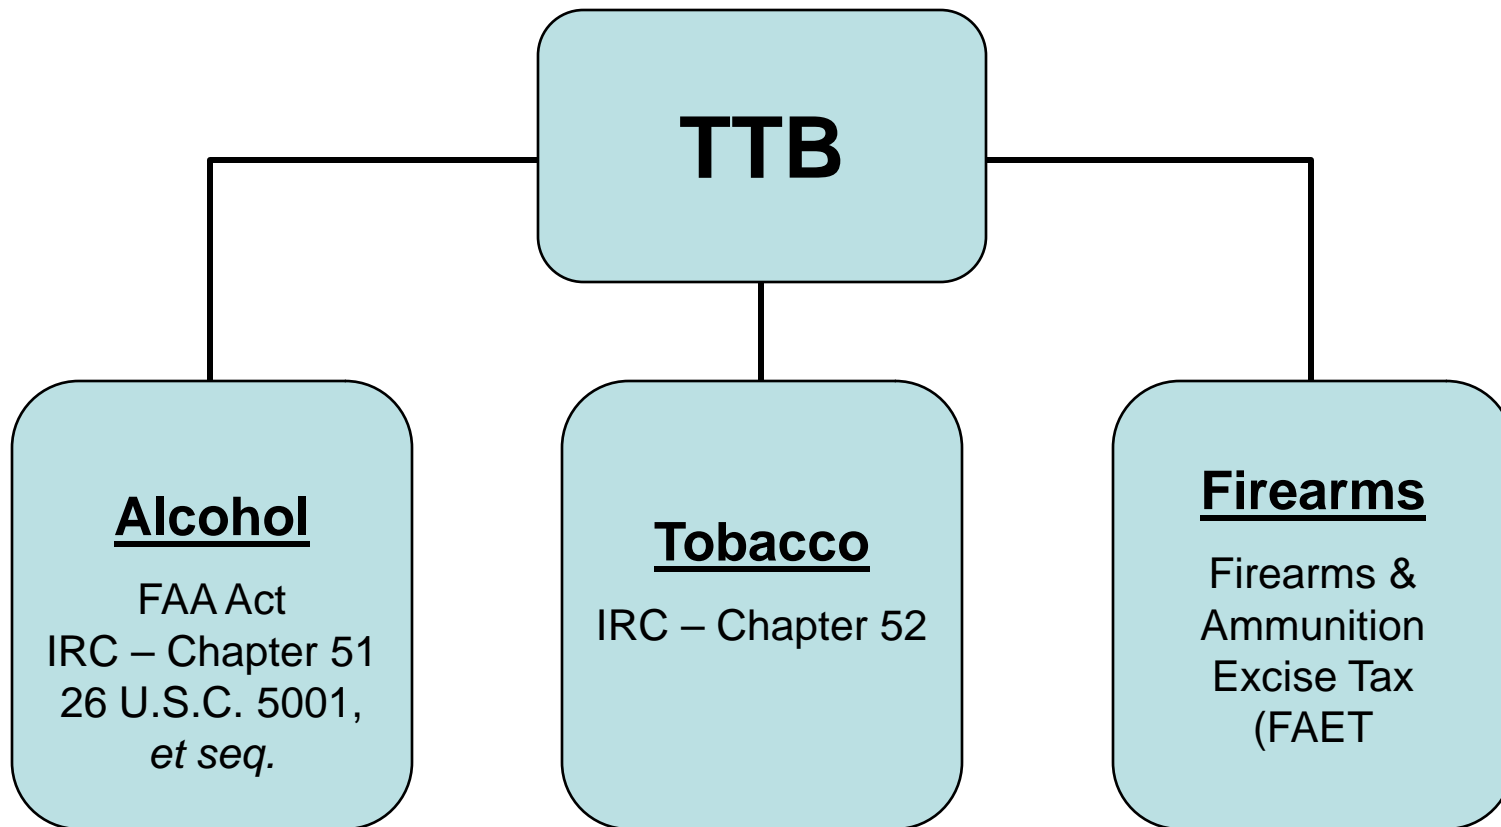 TTB
Alcohol
FAA Act
IRC – Chapter 51
26 U.S.C. 5001,
et seq.
Tobacco
IRC – Chapter 52
Firearms
Firearms &
Ammunition
Excise Tax
(FAET